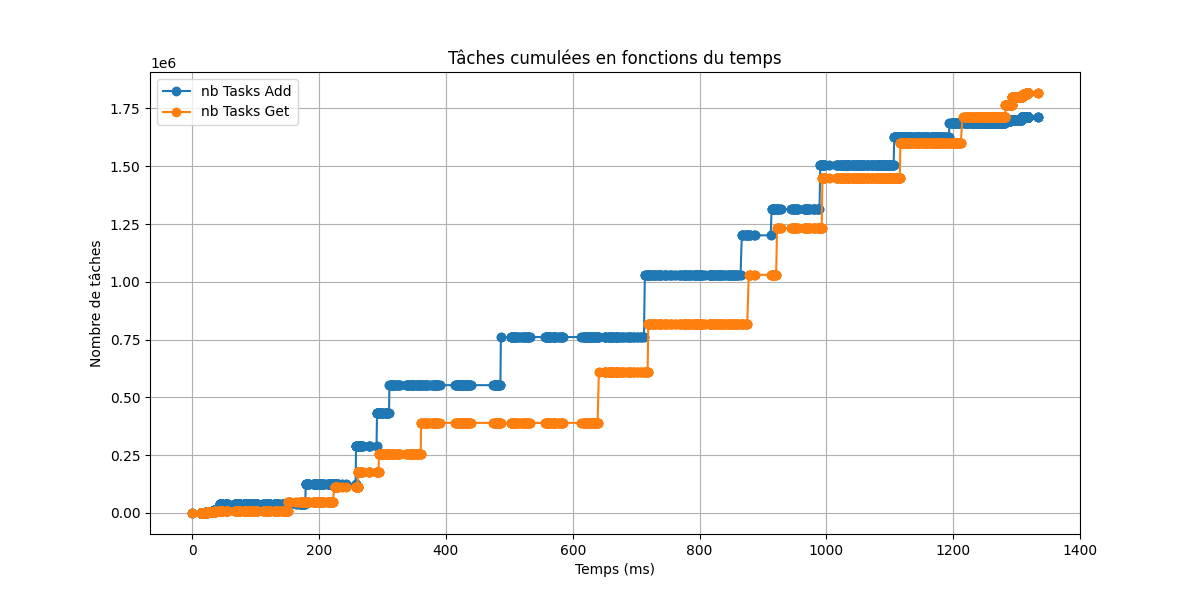 Tâches cumulées en fonctions du temps
1e6
nb Tasks Add
nb Tasks Get
1.75
1.50
1.25
1.00
0.75
0.50
0.25
0.00
Nombre de tâches
0 200 400 600 800 1000 1200 1400
Temps (ms)